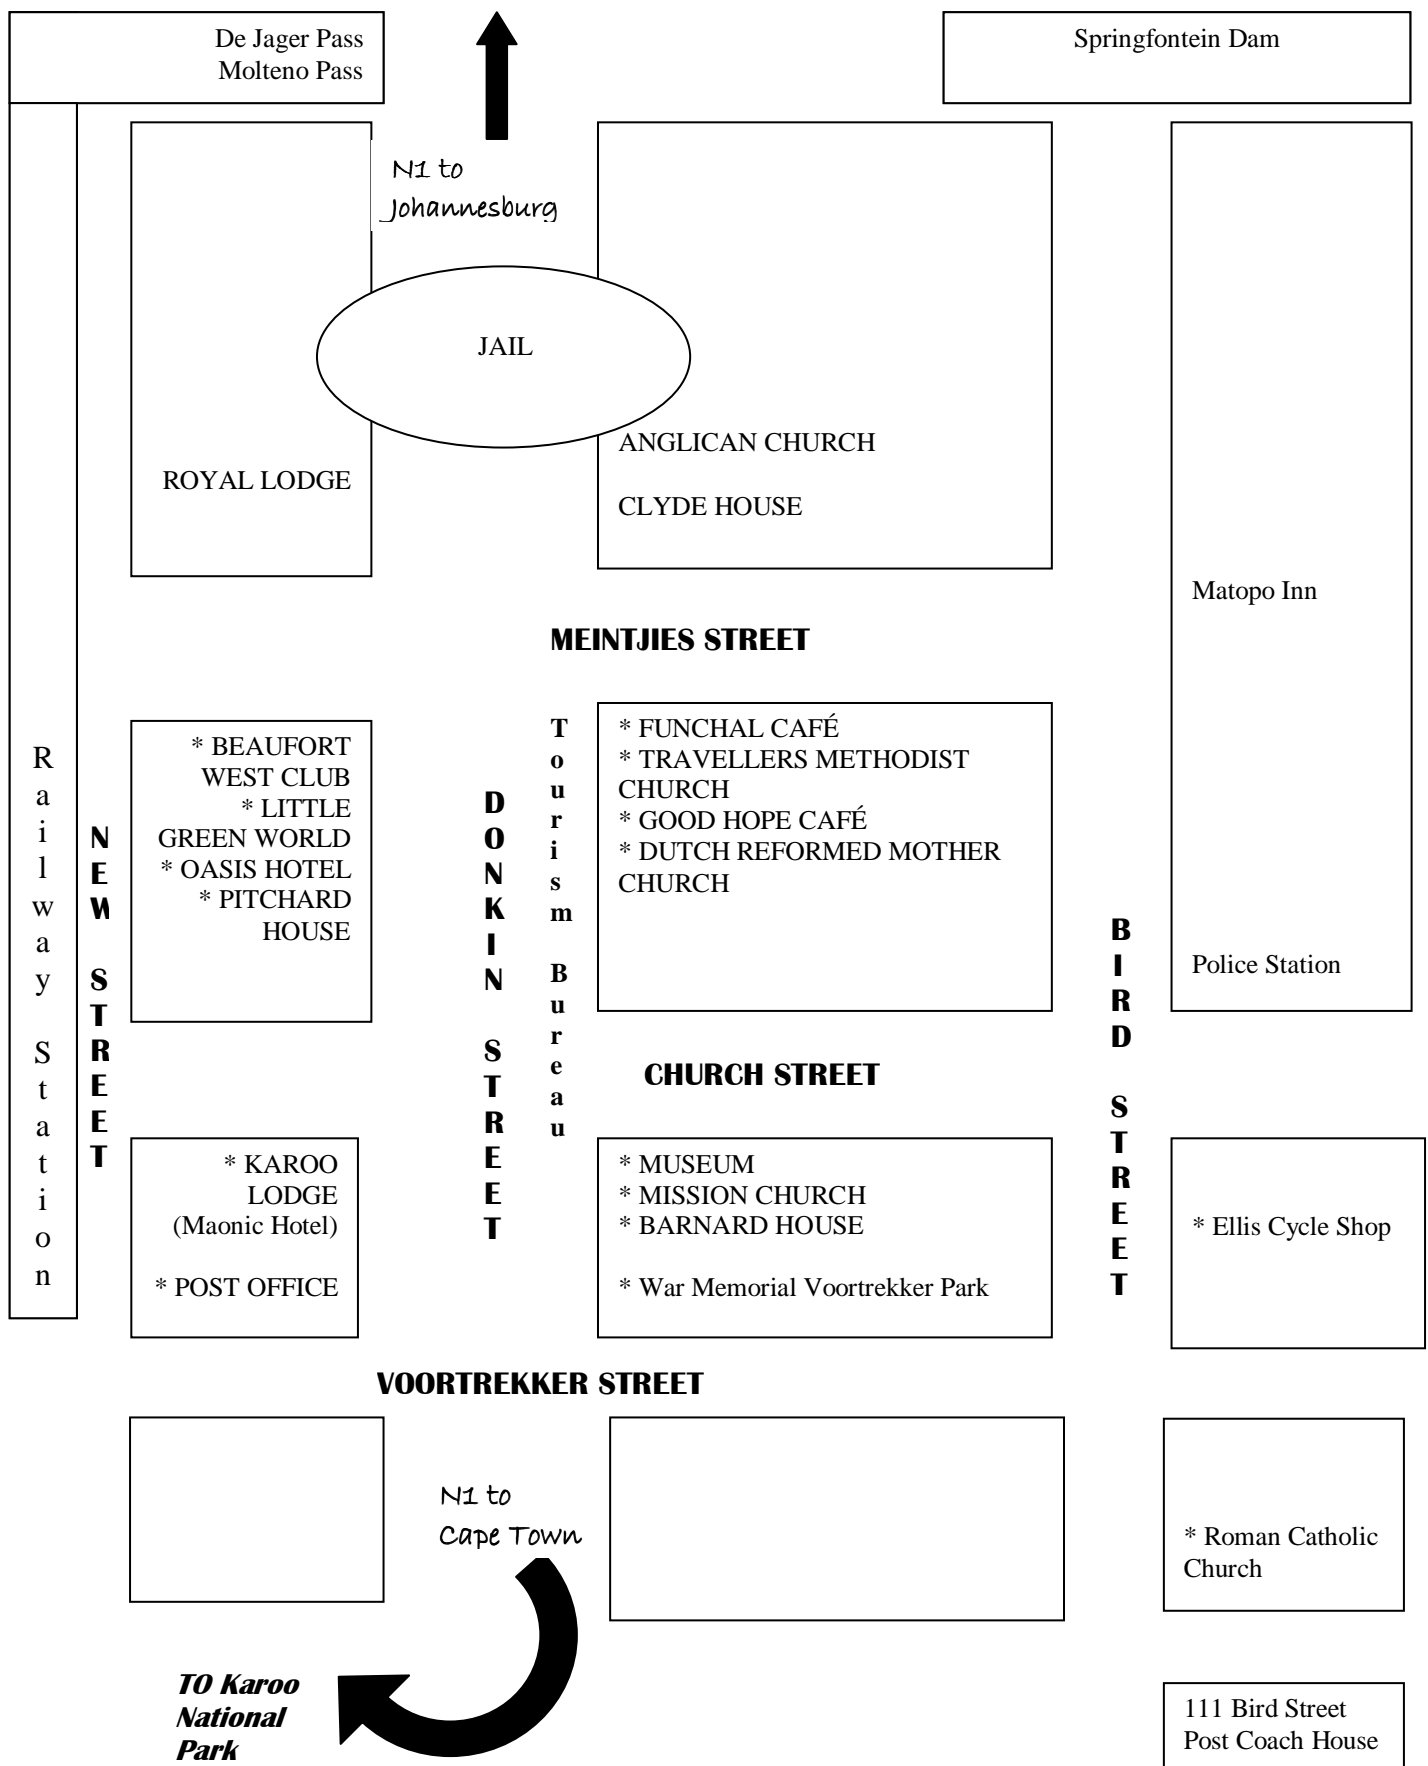 De Jager Pass
Molteno Pass
Springfontein Dam
N1 to
Johannesburg
JAIL
ROYAL LODGE
ANGLICAN CHURCH
CLYDE HOUSE
Matopo Inn
MEINTJIES STREET
Railway Station
NEW STREET
* BEAUFORT
WEST CLUB
* LITTLE
GREEN WORLD
* OASIS HOTEL
* PITCHARD
HOUSE
DONKIN STREET
Tourism Bureau
* FUNCHAL CAFÉ
* TRAVELLERS METHODIST
CHURCH
* GOOD HOPE CAFÉ
* DUTCH REFORMED MOTHER
CHURCH
BIRD STREET
Police Station
CHURCH STREET
* KAROO
LODGE
(Maonic Hotel)
* POST OFFICE
* MUSEUM
* MISSION CHURCH
* BARNARD HOUSE
* War Memorial Voortrekker Park
* Ellis Cycle Shop
VOORTREKKER STREET
N1 to
Cape Town
* Roman Catholic
Church
TO Karoo
National
Park
111 Bird Street
Post Coach House